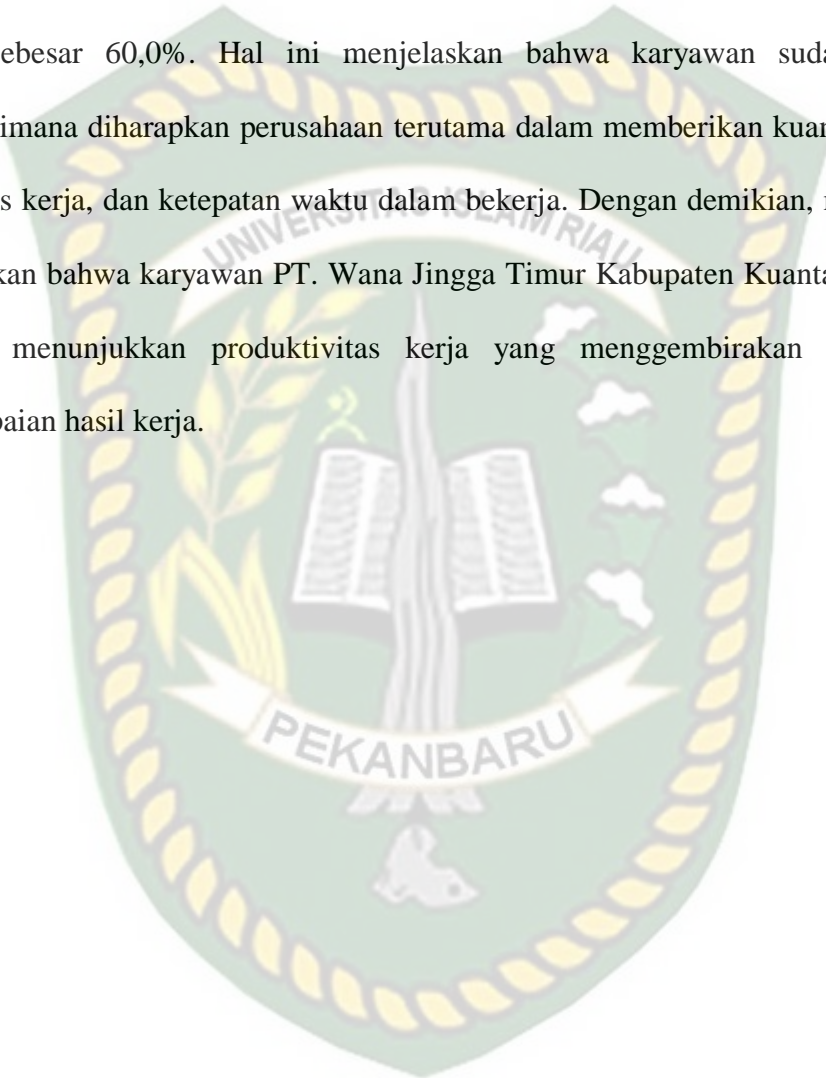 ebesar 60,0%. Hal ini menjelaskan bahwa karyawan suda
imana diharapkan perusahaan terutama dalam memberikan kuan
s kerja, dan ketepatan waktu dalam bekerja. Dengan demikian, 
kan bahwa karyawan PT. Wana Jingga Timur Kabupaten Kuanta
menunjukkan produktivitas kerja yang menggembirakan
paian hasil kerja.
UNIVERSITAS ISLAM RIAU
PEKANBARU